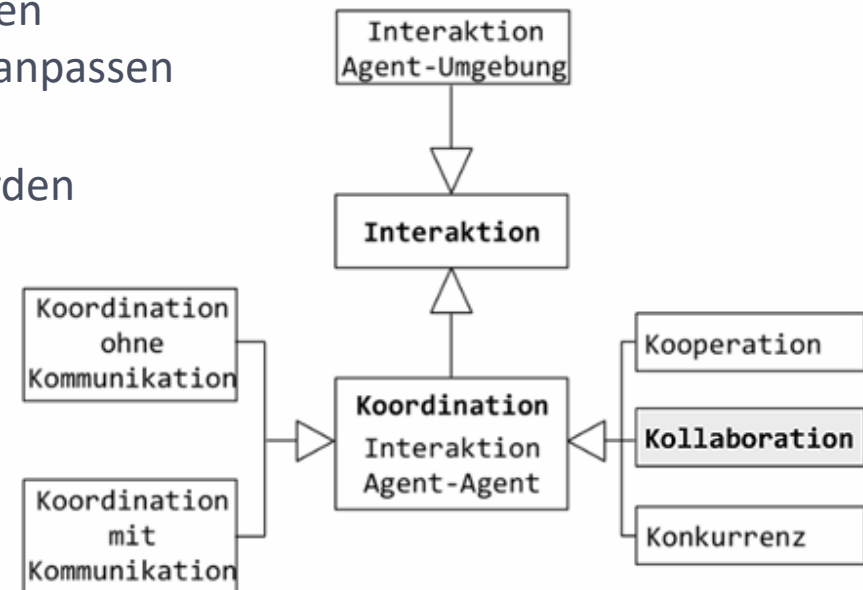 en
anpassen
rden
Interaktion
Agent-Umgebung
Interaktion
Koordination
ohne
Kommunikation
Koordination
mit
Kommunikation
Koordination
Interaktion
Agent-Agent
Kooperation
Kollaboration
Konkurrenz